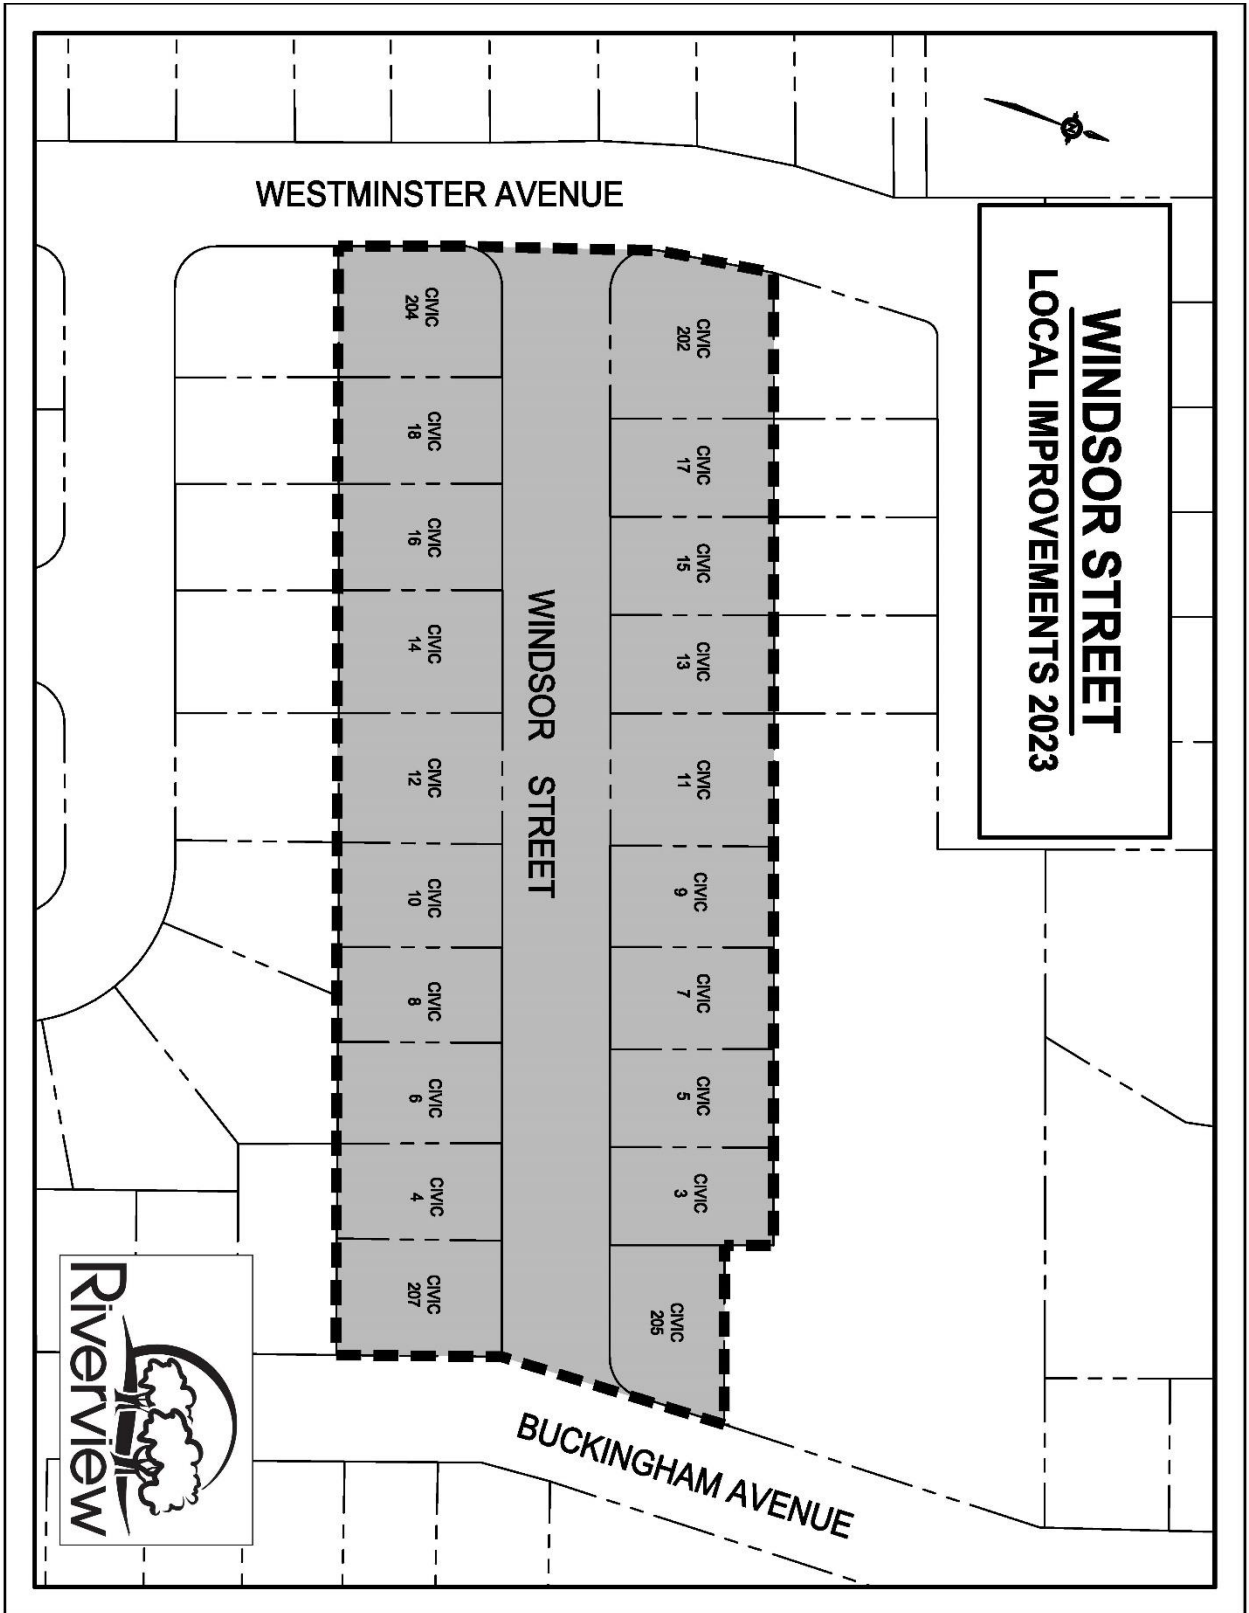 WINDSOR STREET
LOCAL IMPROVEMENTS 2023
N
WESTMINSTER AVENUE
CIVIC
202
CIVIC
17
CIVIC
15
CIVIC
13
CIVIC
11
CIVIC
9
CIVIC
7
CIVIC
5
CIVIC
3
CIVIC
205
WINDSOR STREET
CIVIC
204
CIVIC
18
CIVIC
16
CIVIC
14
CIVIC
12
CIVIC
10
CIVIC
8
CIVIC
6
CIVIC
4
CIVIC
207
BUCKINGHAM AVENUE
Riverview